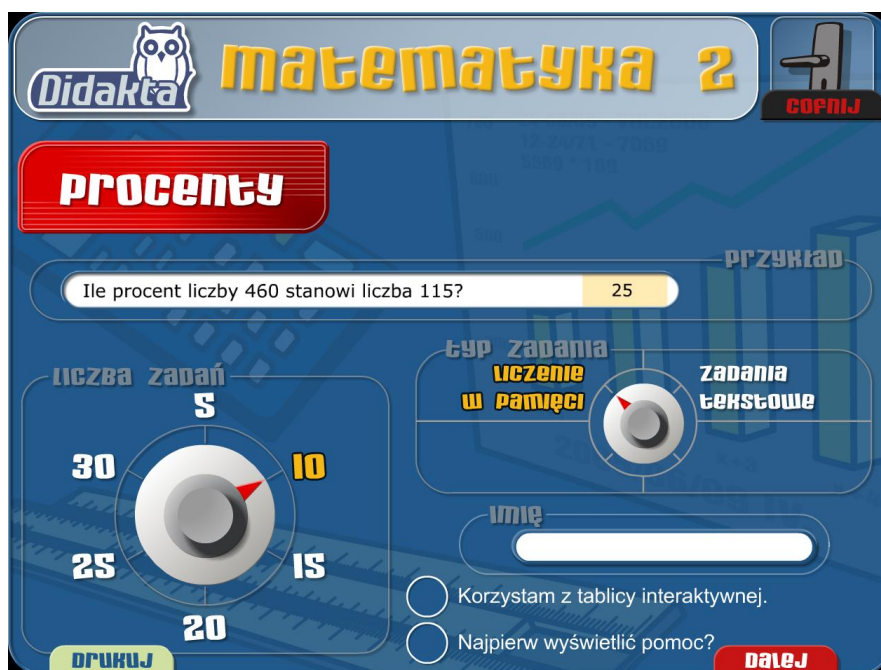 Didakta
matematyka 2
COFNIJ
procenty
przykład
Ile procent liczby 460 stanowi liczba 115? 25
liczba zadań
5
10
15
20
25
30
typ zadania
liczenie
w pamięci
zadania
tekstowe
imię
Korzystam z tablicy interaktywnej.
Najpierw wyświetlić pomoc?
drukuj
dalej